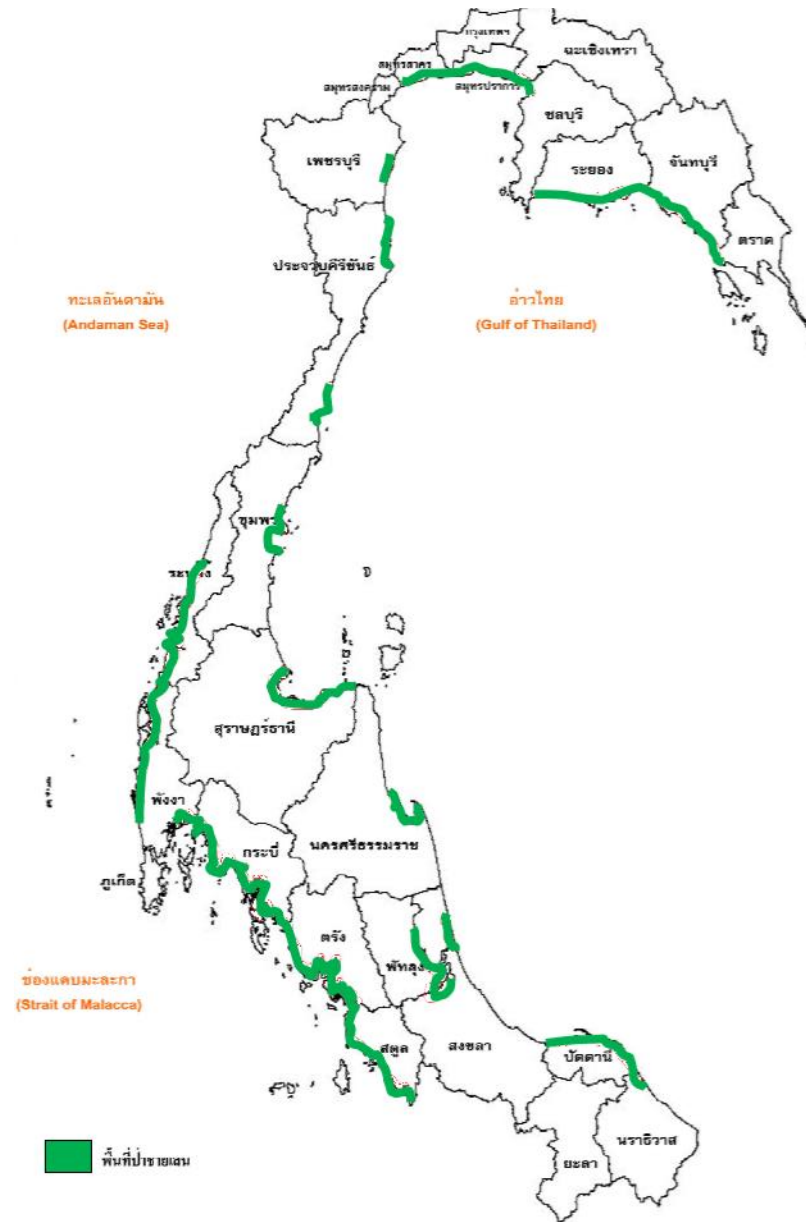 กรุงเทพฯ
สมุทรสาคร
ฉะเชิงเทรา
สมุทรสงคราม
สมุทรปราการ
ชลบุรี
เพชรบุรี
ระยอง
จันทบุรี
ตราด
ประจวบคีรีขันธ์
ทะเลอันดามัน
(Andaman Sea)
อ่าวไทย
(Gulf of Thailand)
ชุมพร
สุราษฎร์ธานี
พังงา
กระบี่
นครศรีธรรมราช
ภูเก็ต
ตรัง
พัทลุง
ช่องแคบมะละกา
(Strait of Malacca)
สตูล
สงขลา
ปัตตานี
นราธิวาส
ยะลา
พื้นที่ป่าชายเลน